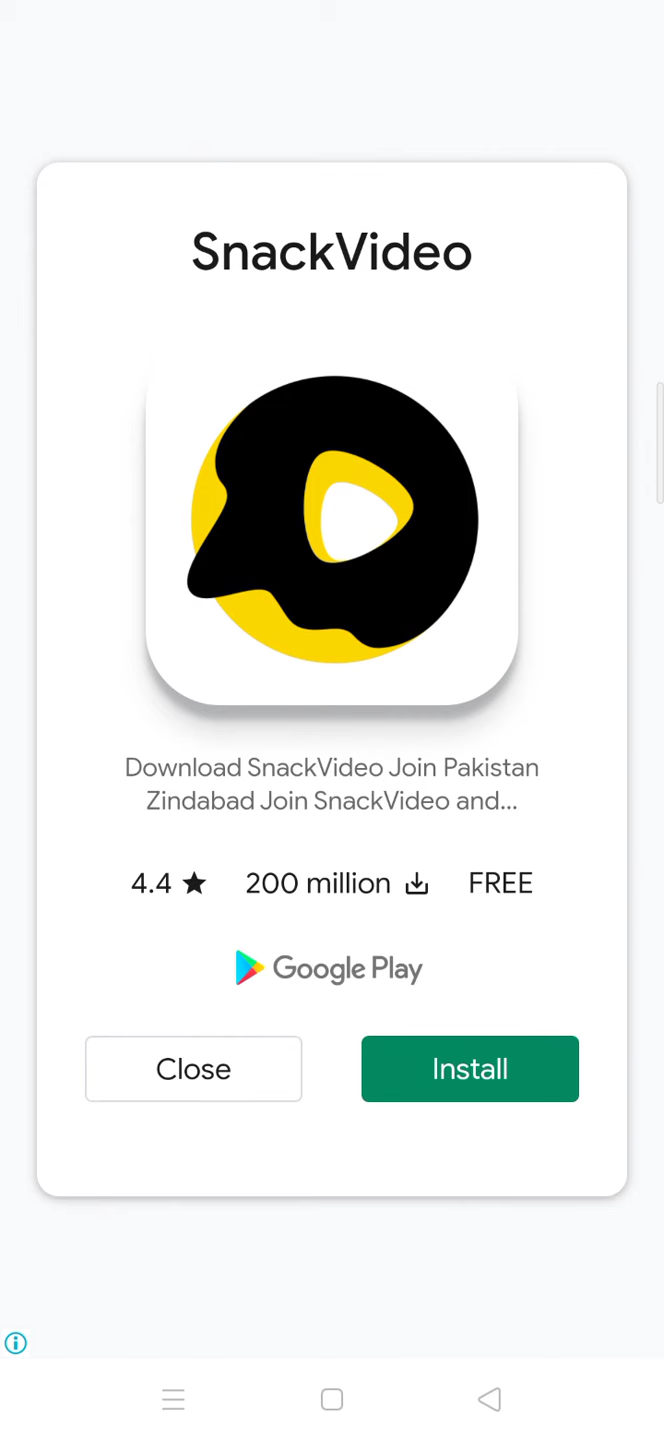 SnackVideo
Download SnackVideo Join Pakistan
Zindabad Join SnackVideo and...
4.4 ★ 200 million FREE
Google Play
Close Install